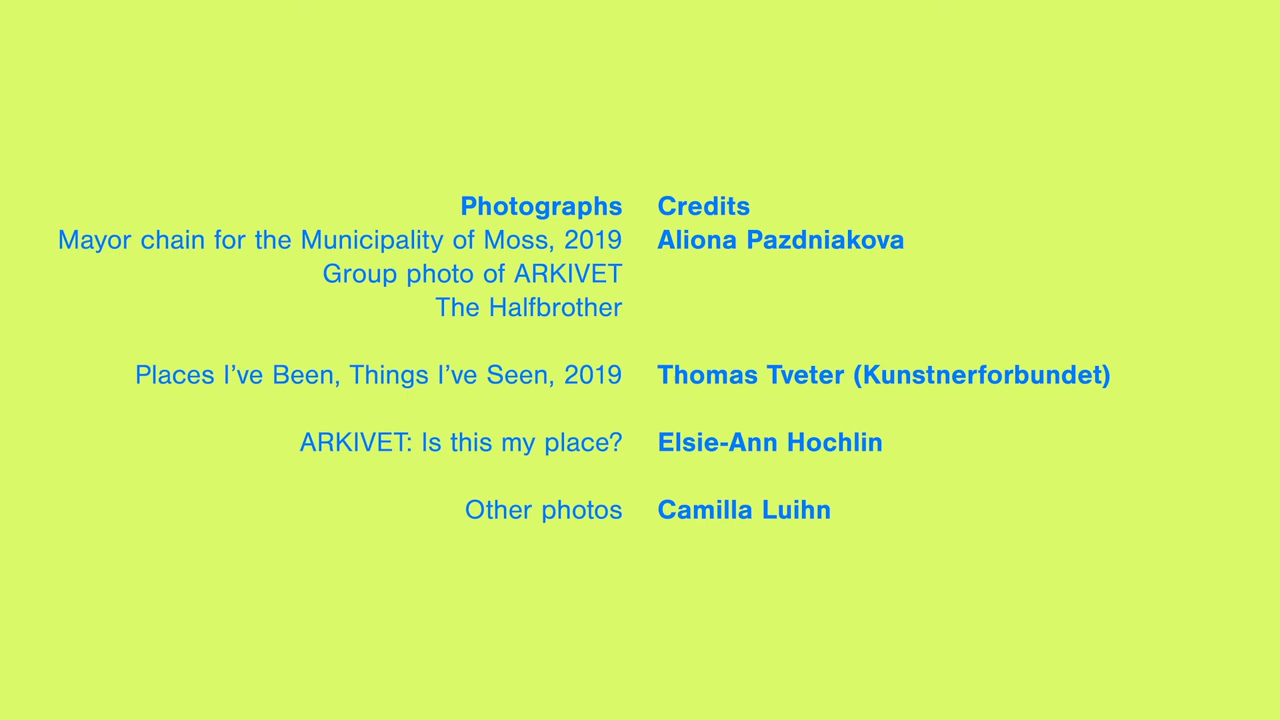 Photographs Credits
Mayor chain for the Municipality of Moss, 2019 Aliona Pazdniakova
Group photo of ARKIVET
The Halfbrother
Places I’ve Been, Things I’ve Seen, 2019 Thomas Tveter (Kunstnerforbundet)
ARKIVET: Is this my place? Elsie-Ann Hochlin
Other photos Camilla Luihn